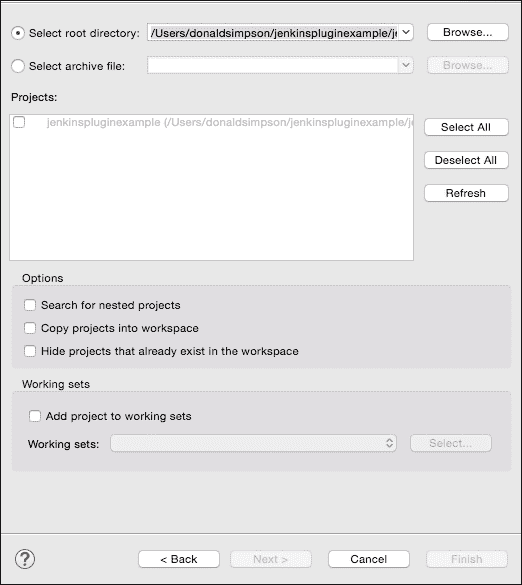 Select root directory: /Users/donaldsimpson/jenkinspluginexample/je Browse...
Select archive file: Browse...
Projects:
jenkinspluginexample (/Users/donaldsimpson/jenkinspluginexample/je
Select All
Deselect All
Refresh
Options
Search for nested projects
Copy projects into workspace
Hide projects that already exist in the workspace
Working sets
Add project to working sets
Working sets: Select...
? < Back Next > Cancel Finish